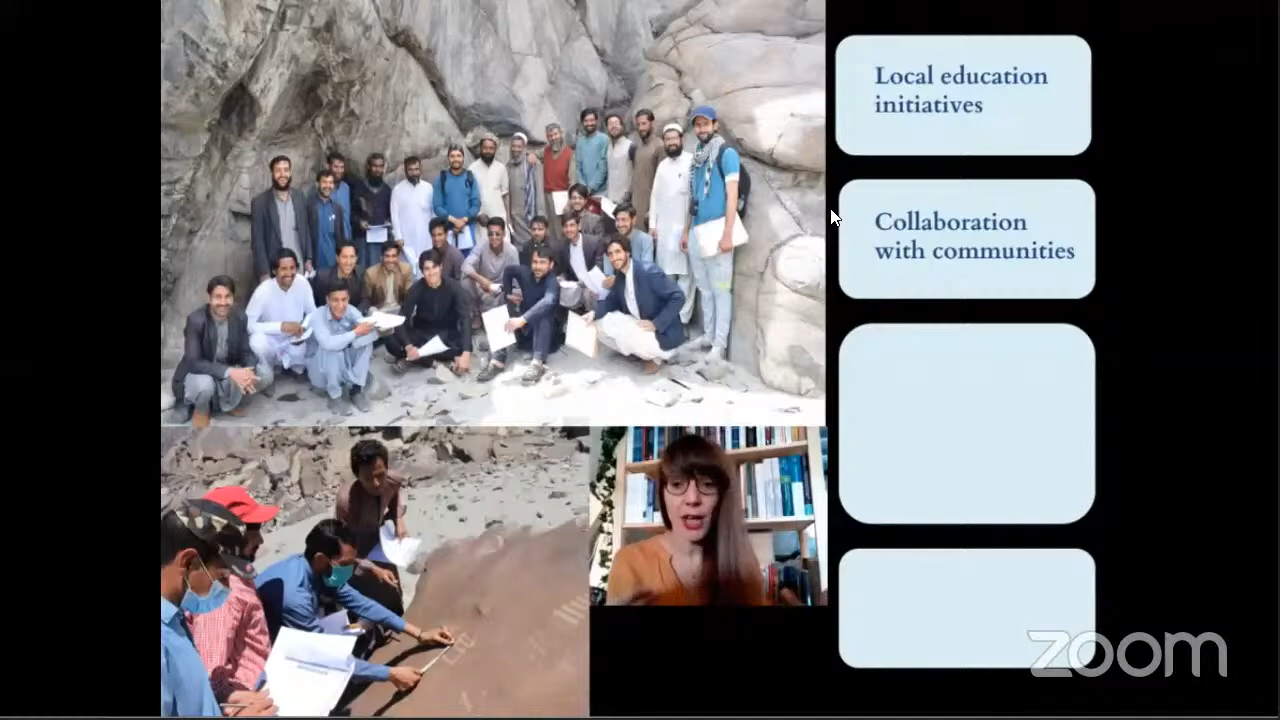 Local education
initiatives
Collaboration
with communities
zoom